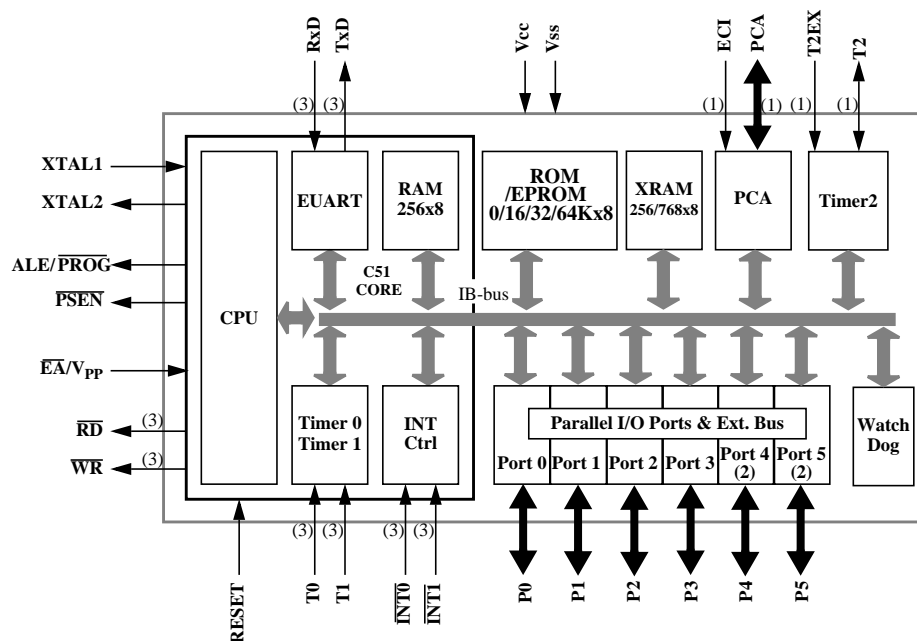 RxD
TxD
Vcc
Vss
ECI
PCA
T2EX
T2
(3)
(3)
(1)
(1)
(1)
(1)
XTAL1
XTAL2
ALE/PROG
PSEN
EA/VPP
RD
(3)
WR
(3)
CPU
EUART
RAM
256x8
ROM
/EPROM
0/16/32/64Kx8
XRAM
256/768x8
PCA
Timer2
C51
CORE
IB-bus
Timer 0
Timer 1
INT
Ctrl
Parallel I/O Ports & Ext. Bus
Port 0
Port 1
Port 2
Port 3
Port 4
(2)
Port 5
(2)
Watch
Dog
(3)
(3)
(3)
(3)
RESET
T0
T1
INT0
INT1
P0
P1
P2
P3
P4
P5